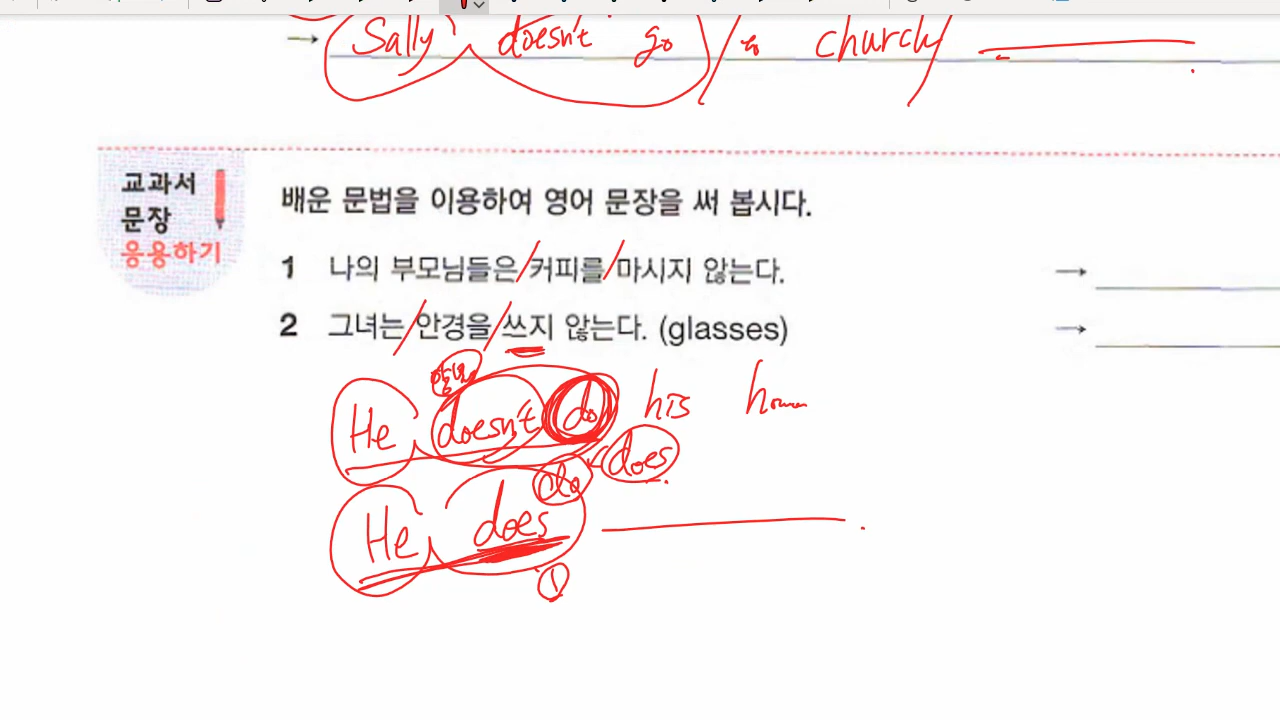 → Sally doesn't go to church
교과서
문장
응용하기
배운 문법을 이용하여 영어 문장을 써 봅시다.
1 나의 부모님들은/커피를/마시지 않는다. →
2 그녀는/안경을/쓰지 않는다. (glasses) →
He doesn't do his
does
do
He does
①